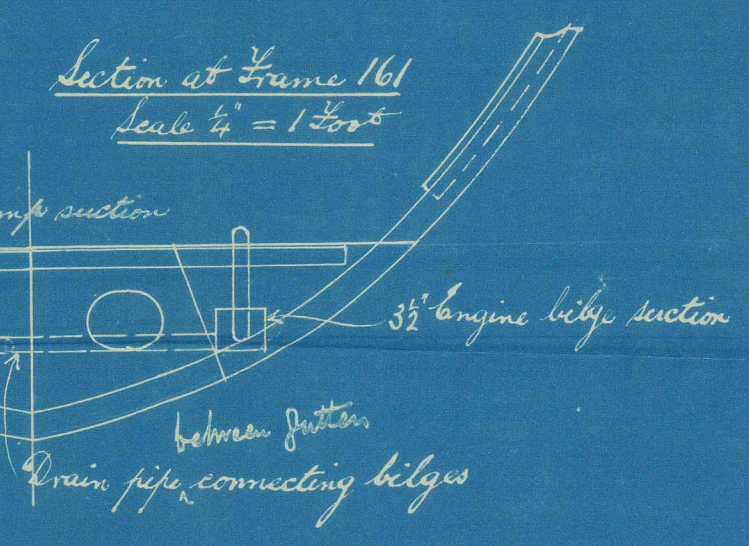 Section at Frame 161
Scale 1/4" = 1 Foot
suction
3 1/2" Engine bilge suction
between gutters
Drain pipe ‸ connecting bilges